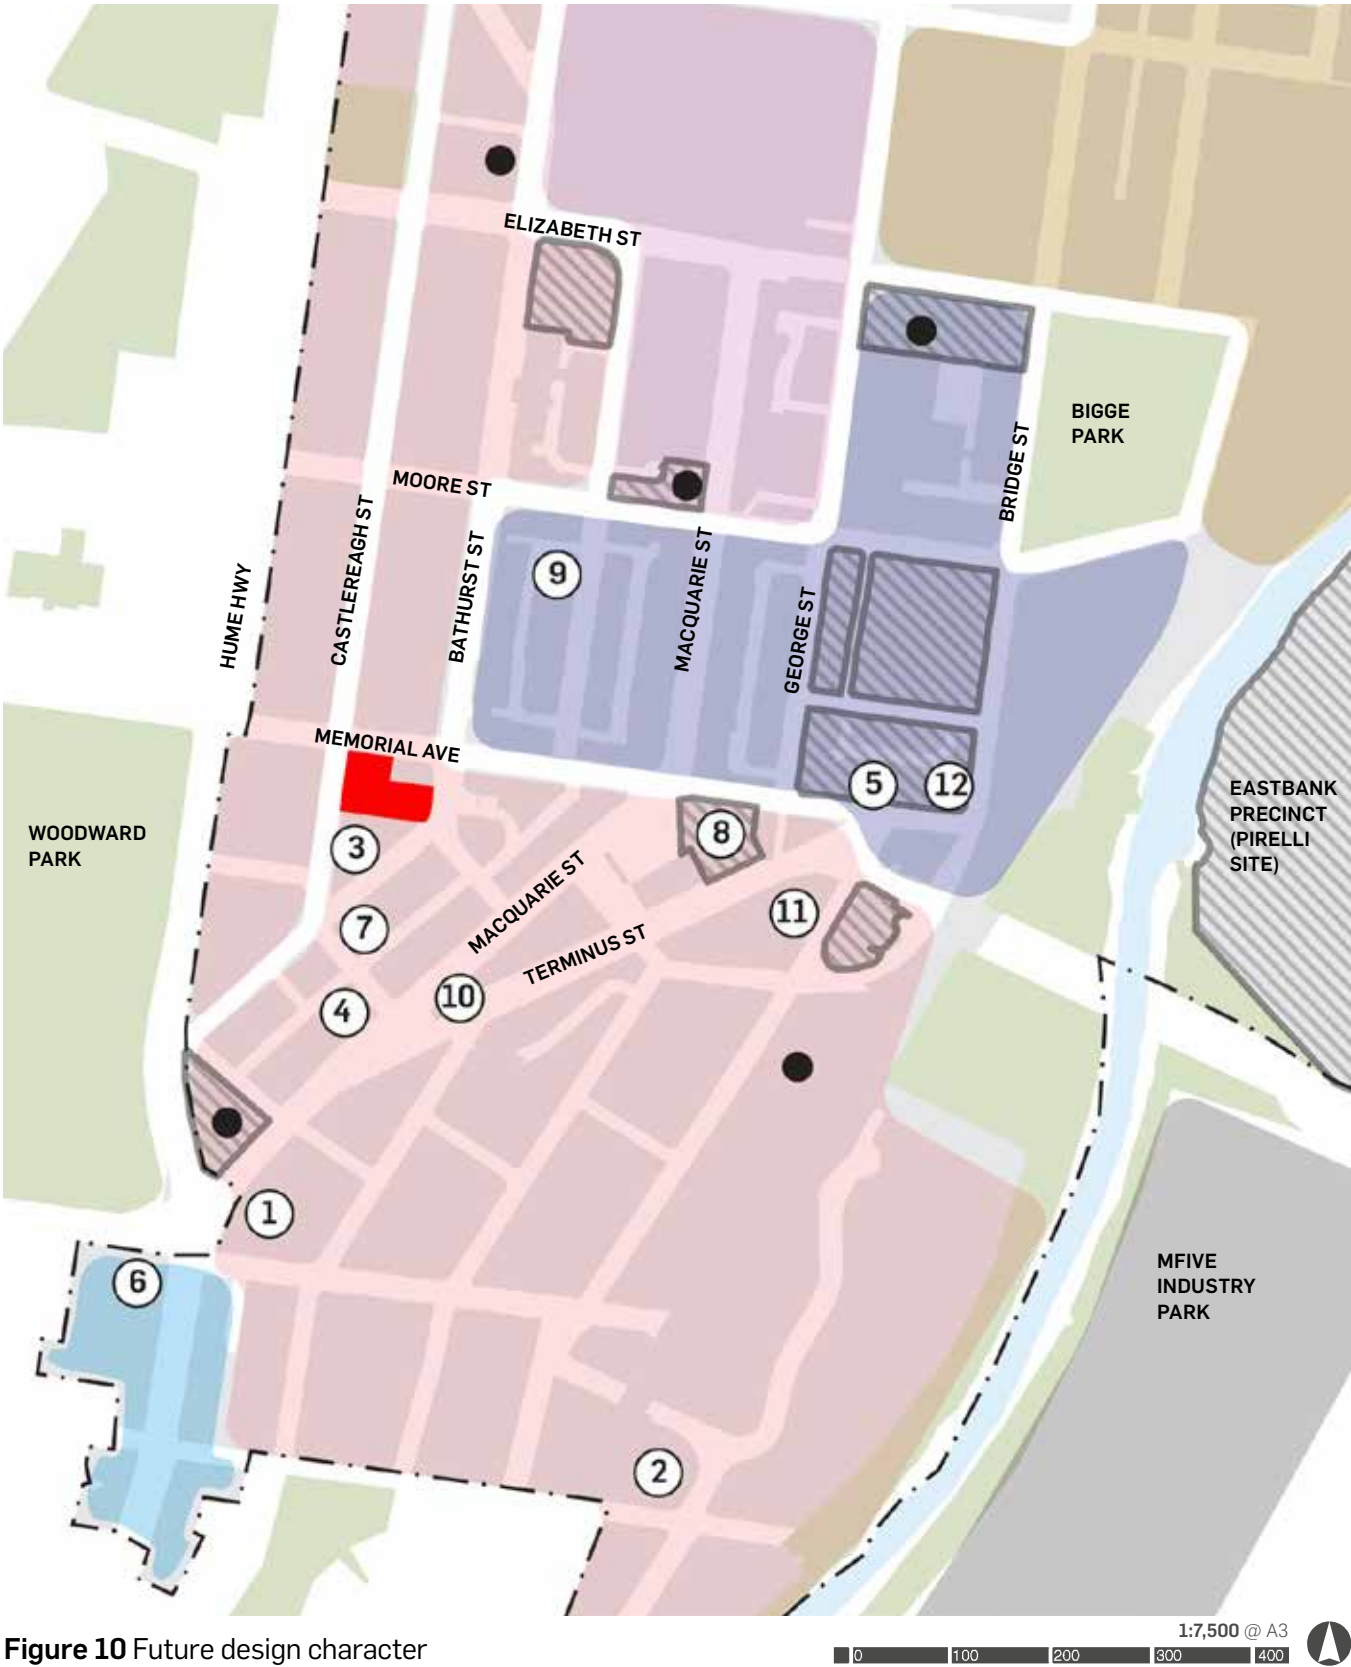 ELIZABETH ST
BIGGE
PARK
BRIDGE ST
MOORE ST
CASTLEREAGH ST
BATHURST ST
MACQUARIE ST
9
GEORGE ST
HUME HWY
MEMORIAL AVE
5
12
EASTBANK
PRECINCT
(PIRELLI
SITE)
WOODWARD
PARK
3
8
MACQUARIE ST
7
11
TERMINUS ST
4
10
1
6
MFIVE
INDUSTRY
PARK
2
Figure 10 Future design character
1:7,500 @ A3
0 100 200 300 400